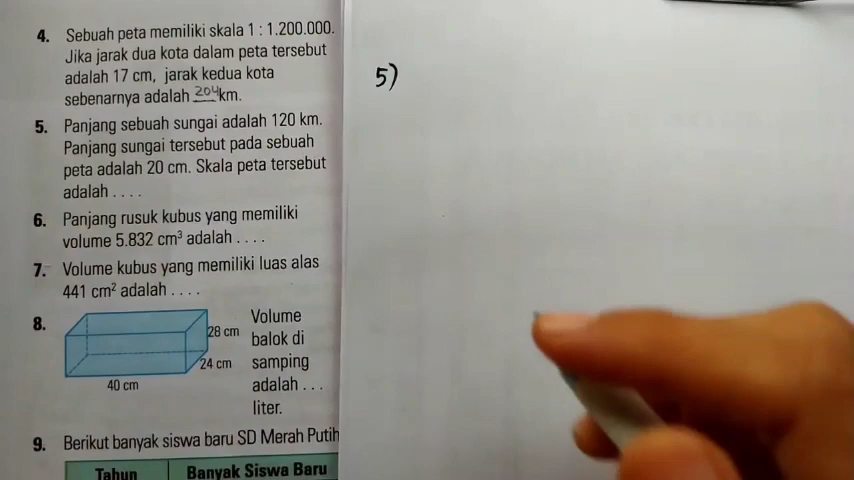 4. Sebuah peta memiliki skala 1 : 1.200.000.
Jika jarak dua kota dalam peta tersebut
adalah 17 cm, jarak kedua kota
sebenarnya adalah 204 km.
5. Panjang sebuah sungai adalah 120 km.
Panjang sungai tersebut pada sebuah
peta adalah 20 cm. Skala peta tersebut
adalah . . . .
6. Panjang rusuk kubus yang memiliki
volume 5.832 cm³ adalah . . . .
7. Volume kubus yang memiliki luas alas
441 cm² adalah . . . .
8.
28 cm
24 cm
40 cm
Volume
balok di
samping
adalah . . .
liter.
9. Berikut banyak siswa baru SD Merah Putih
Tahun Banyak Siswa Baru
5)